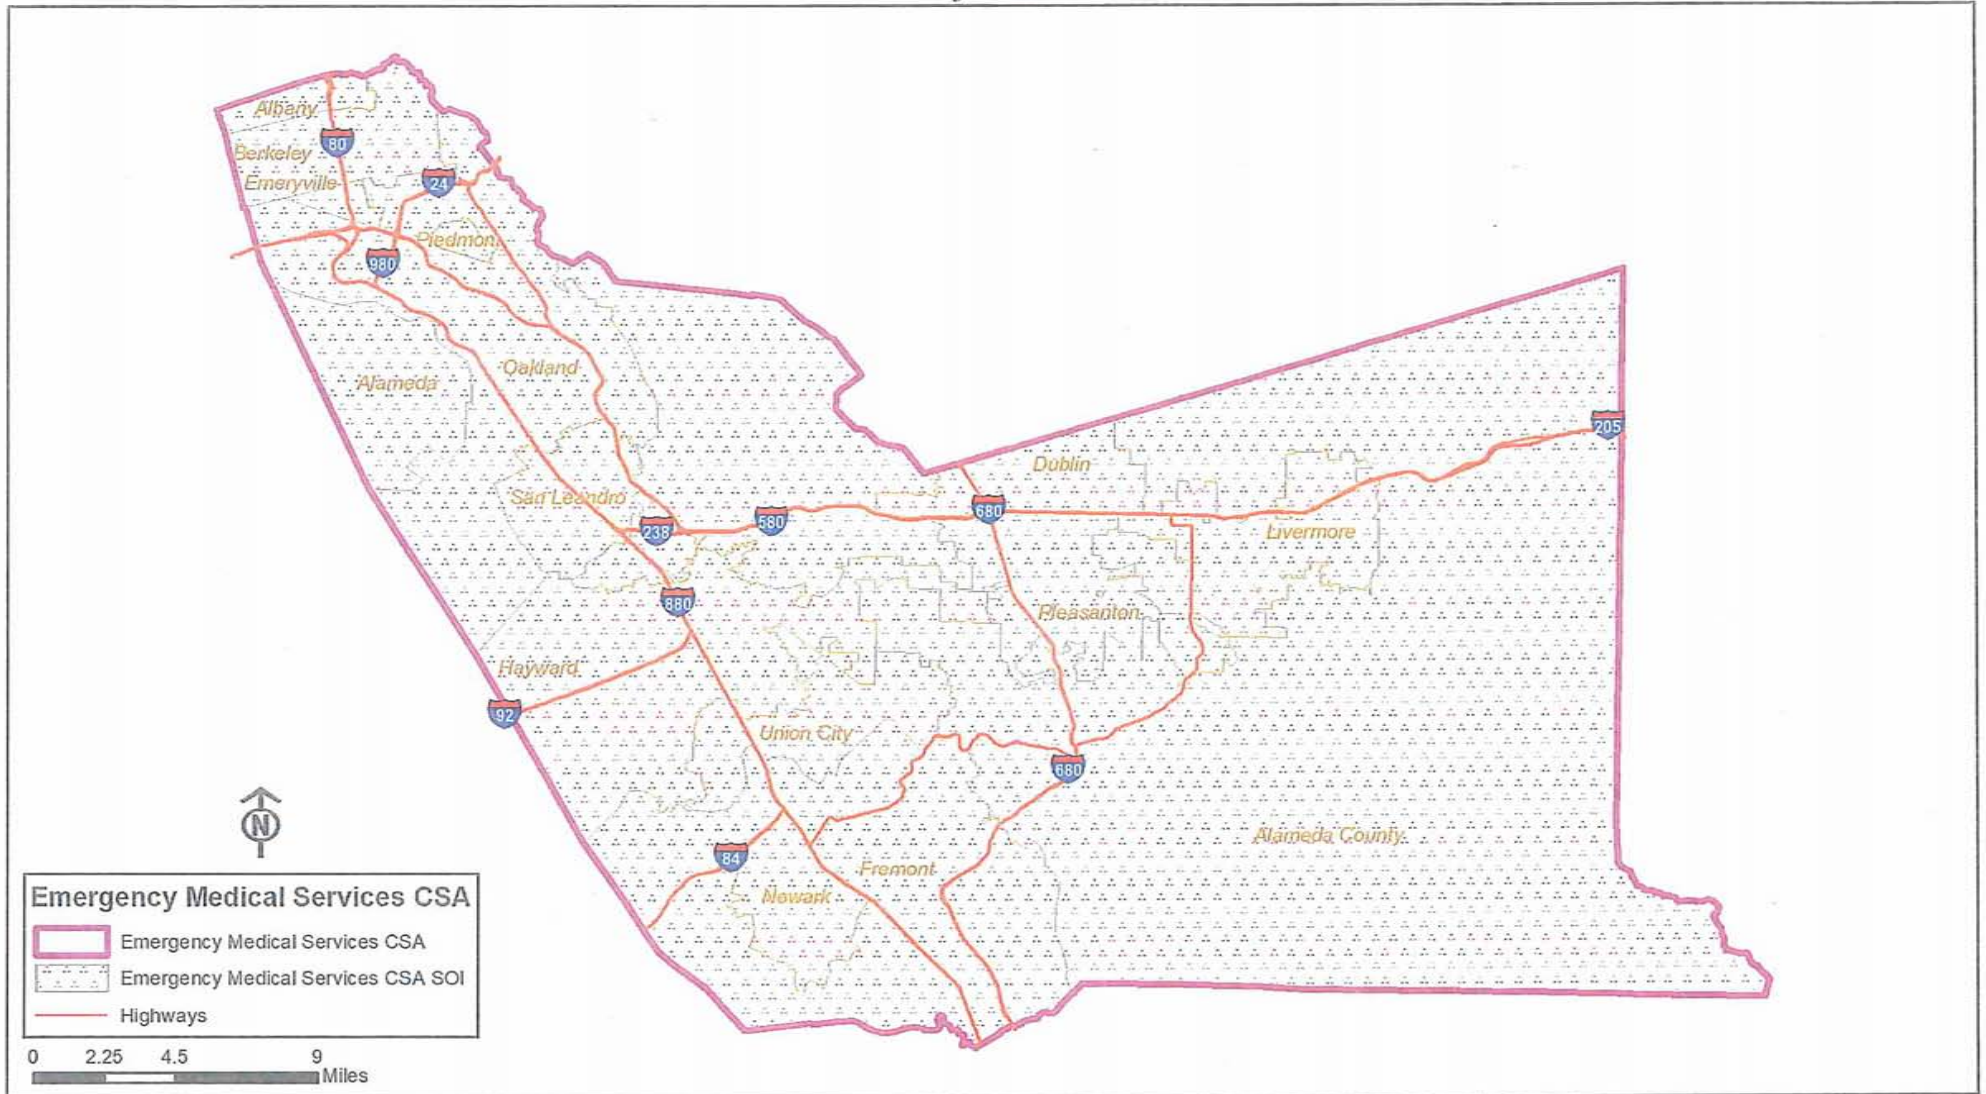 Albany
80
Berkeley
Emeryville
24
Piedmon
980
Oakland
Alameda
205
Dublin
San Leandro
680
580
238
Livermore
880
Pleasanton
Hayward
92
Union City
680
N
84
Alameda County
Fremont
Newark
Emergency Medical Services CSA
Emergency Medical Services CSA
Emergency Medical Services CSA SOI
Highways
0 2.25 4.5 9
Miles